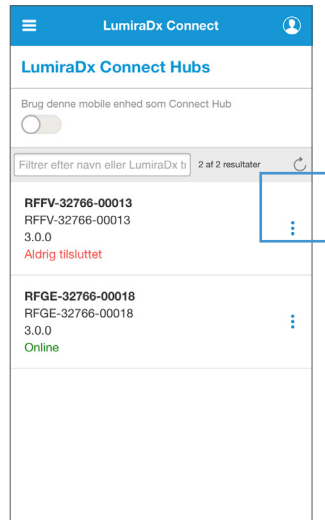 LumiraDx Connect
LumiraDx Connect Hubs
Brug denne mobile enhed som Connect Hub
Filtrer efter navn eller LumiraDx
2 af 2 resultater
RFFV-32766-00013
RFFV-32766-00013
3.0.0
Aldrig tilsluttet
RFGE-32766-00018
RFGE-32766-00018
3.0.0
Online